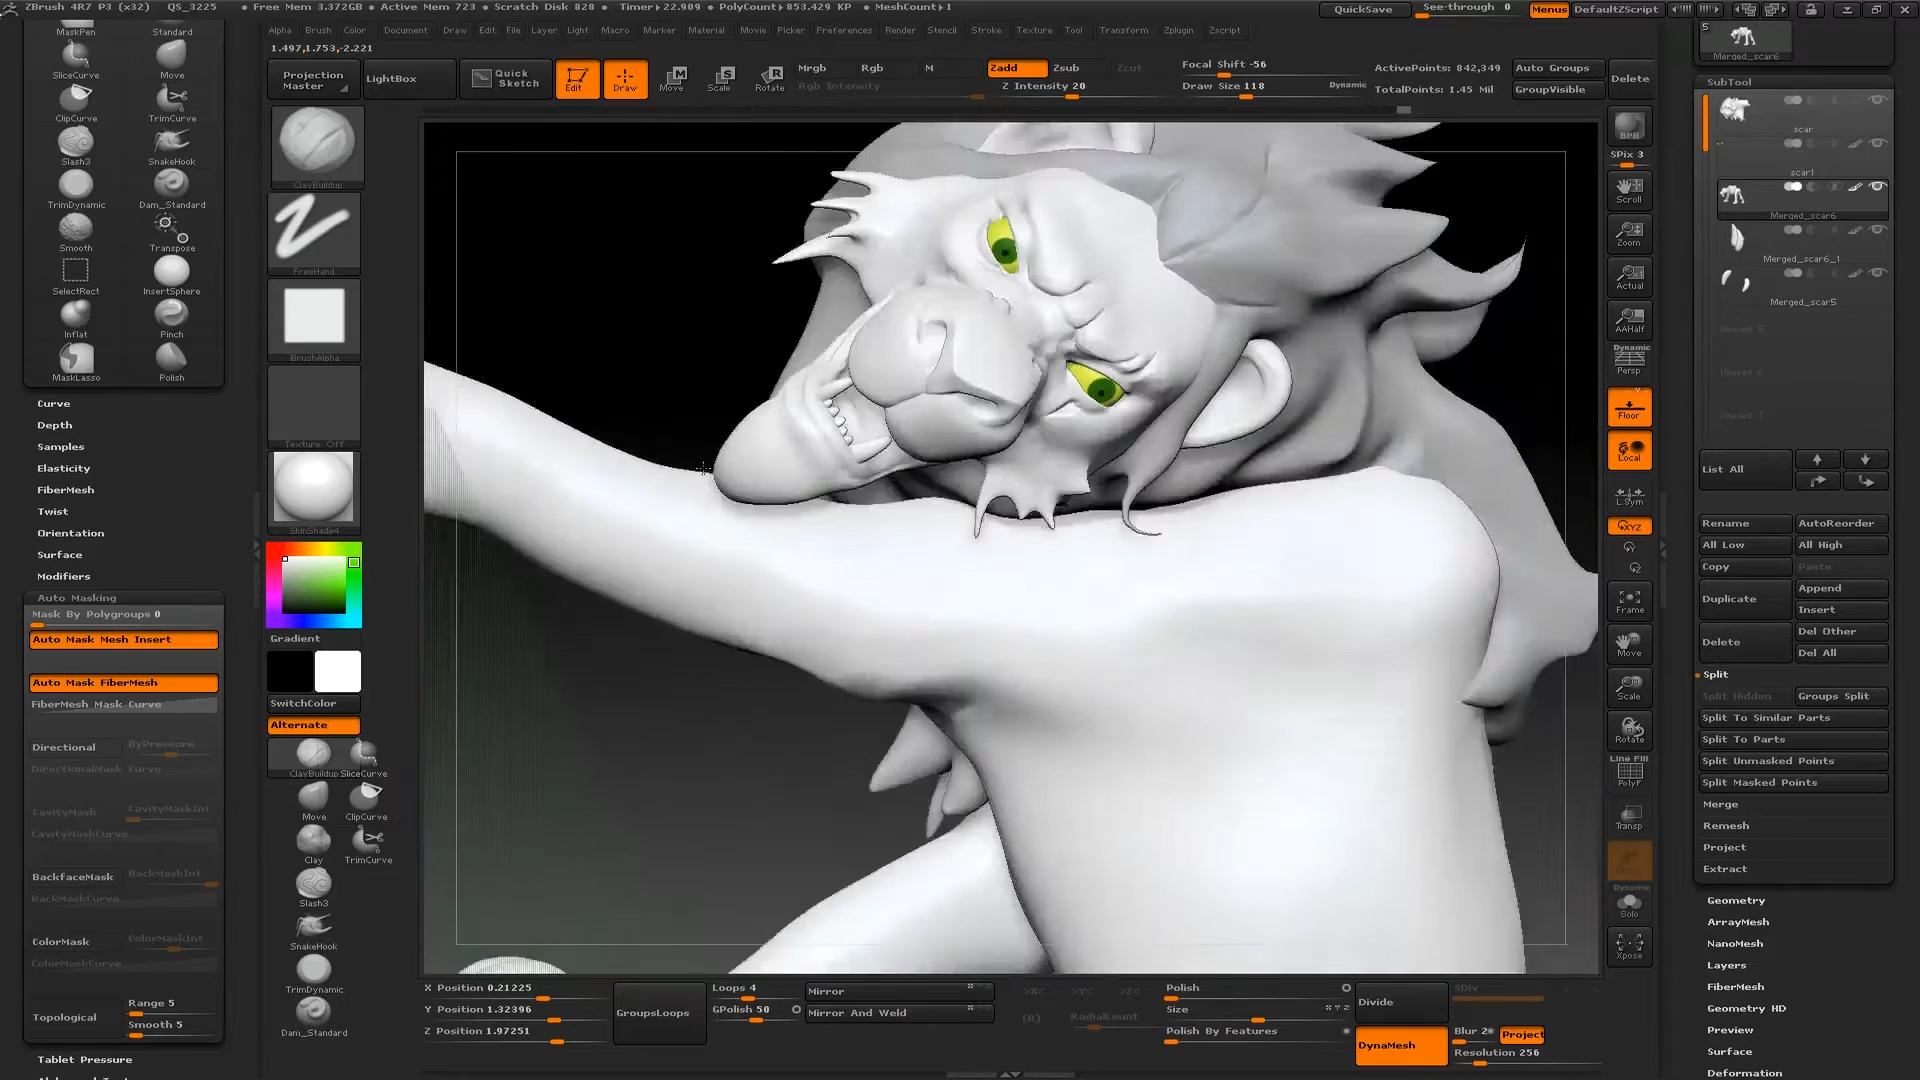 ZBrush 4R7 P3 (x32) QS_3225 • Free Mem 3.372GB • Active Mem 723 • Scratch Disk 828 • Timer▸22.909 • PolyCount▸853.429 KP • MeshCount▸1 QuickSave See-through 0 Menus DefaultZScript
Alpha Brush Color Document Draw Edit File Layer Light Macro Marker Material Movie Picker Preferences Render Stencil Stroke Texture Tool Transform Zplugin Zscript
1.497,1.753,-2.221
Projection Master
LightBox
Quick Sketch
Edit
Draw
Move
Scale
Rotate
Mrgb Rgb M
Rgb Intensity
Zadd Zsub Zcut
Z Intensity 20
Focal Shift -56
Draw Size 118
Dynamic
ActivePoints: 842,349
TotalPoints: 1.45 Mil
Auto Groups
GroupVisible
Delete
MaskPen Standard
SliceCurve Move
ClipCurve TrimCurve
Slash3 SnakeHook
TrimDynamic Dam_Standard
Smooth Transpose
SelectRect InsertSphere
Inflat Pinch
MaskLasso Polish
Curve
Depth
Samples
Elasticity
FiberMesh
Twist
Orientation
Surface
Modifiers
Auto Masking
Mask By Polygroups 0
Auto Mask Mesh Insert
Auto Mask FiberMesh
FiberMesh Mask Curve
Directional ByPressure
DirectionalMask Curve
CavityMask CavityMaskInt
CavityMaskCurve
BackfaceMask BackMaskInt
BackMaskCurve
ColorMask ColorMaskInt
ColorMaskCurve
Topological
Range 5
Smooth 5
Tablet Pressure
ClayBuildup
FreeHand
BrushAlpha
Texture Off
SkinShade4
Gradient
SwitchColor
Alternate
ClayBuildup SliceCurve
Move ClipCurve
Clay TrimCurve
Slash3
SnakeHook
TrimDynamic
Dam_Standard
BPR
SPix 3
Scroll
Zoom
Actual
AAHalf
Dynamic
Persp
Floor
Local
L.Sym
XYZ
Frame
Move
Scale
Rotate
Line Fill
PolyF
Transp
Dynamic
Solo
Xpose
5
Merged_scar6
SubTool
scar
scar1
Merged_scar6
Merged_scar6_1
Merged_scar5
Unused 5
Unused 6
Unused 7
List All
Rename AutoReorder
All Low All High
Copy Paste
Duplicate
Append
Insert
Delete
Del Other
Del All
Split
Split Hidden Groups Split
Split To Similar Parts
Split To Parts
Split Unmasked Points
Split Masked Points
Merge
Remesh
Project
Extract
Geometry
ArrayMesh
NanoMesh
Layers
FiberMesh
Geometry HD
Preview
Surface
Deformation
X Position 0.21225
Y Position 1.32396
Z Position 1.97251
GroupsLoops
Loops 4
GPolish 50
Mirror
Mirror And Weld
>X< >Y< >Z<
(R) RadialCount
Polish
Size X Y Z
Polish By Features
Divide
DynaMesh
SDiv
Blur 2 Project
Resolution 256